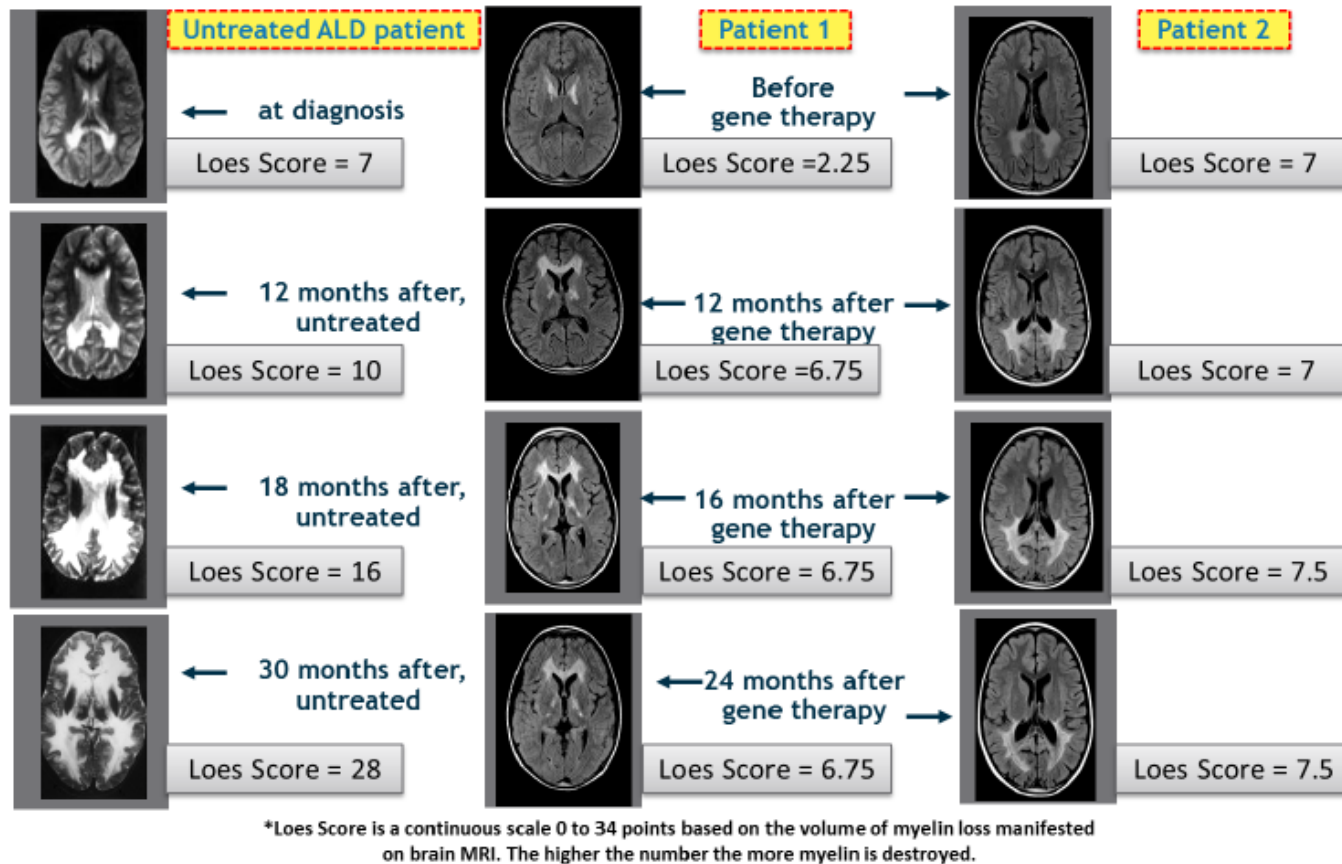 Untreated ALD patient
Patient 1
Patient 2
at diagnosis
Before
gene therapy
Loes Score = 7
Loes Score =2.25
Loes Score = 7
12 months after,
untreated
12 months after
gene therapy
Loes Score = 10
Loes Score =6.75
Loes Score = 7
18 months after,
untreated
16 months after
gene therapy
Loes Score = 16
Loes Score = 6.75
Loes Score = 7.5
30 months after,
untreated
24 months after
gene therapy
Loes Score = 28
Loes Score = 6.75
Loes Score = 7.5
*Loes Score is a continuous scale 0 to 34 points based on the volume of myelin loss manifested
on brain MRI. The higher the number the more myelin is destroyed.